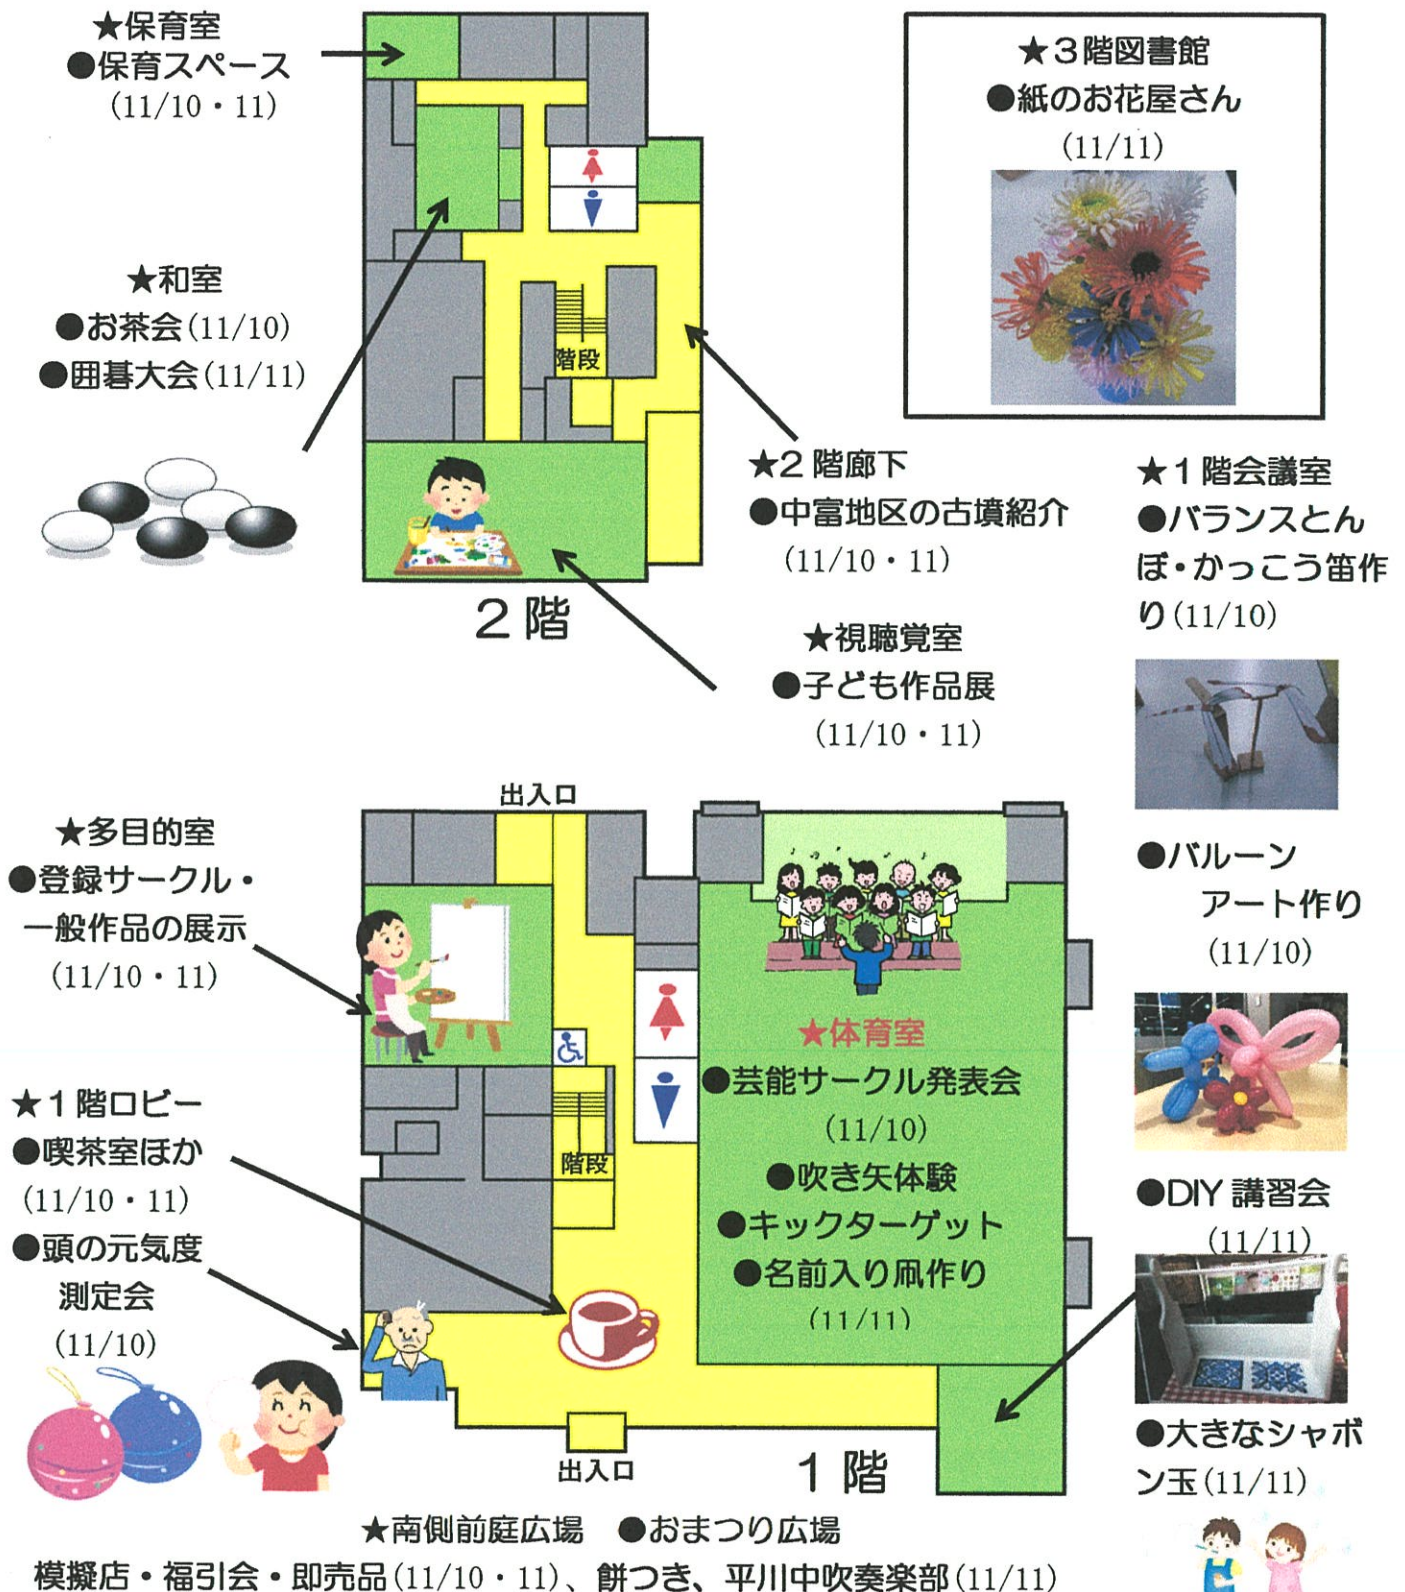 ★保育室
●保育スペース
(11/10・11)
★3階図書館
●紙のお花屋さん
(11/11)
★和室
●お茶会(11/10)
●囲碁大会(11/11)
階段
★2階廊下
●中富地区の古墳紹介
(11/10・11)
2階
★視聴覚室
●子ども作品展
(11/10・11)
★1階会議室
●バランスとん
ぼ・かっこう笛作
り(11/10)
●バルーン
アート作り
(11/10)
●DIY 講習会
(11/11)
●大きなシャボ
ン玉(11/11)
出入口
★多目的室
●登録サークル・
一般作品の展示
(11/10・11)
★1階ロビー
●喫茶室ほか
(11/10・11)
●頭の元気度
測定会
(11/10)
階段
★体育室
●芸能サークル発表会
(11/10)
●吹き矢体験
●キックターゲット
●名前入り凧作り
(11/11)
出入口
1階
★南側前庭広場 ●おまつり広場
模擬店・福引会・即売品(11/10・11)、餅つき、平川中吹奏楽部(11/11)